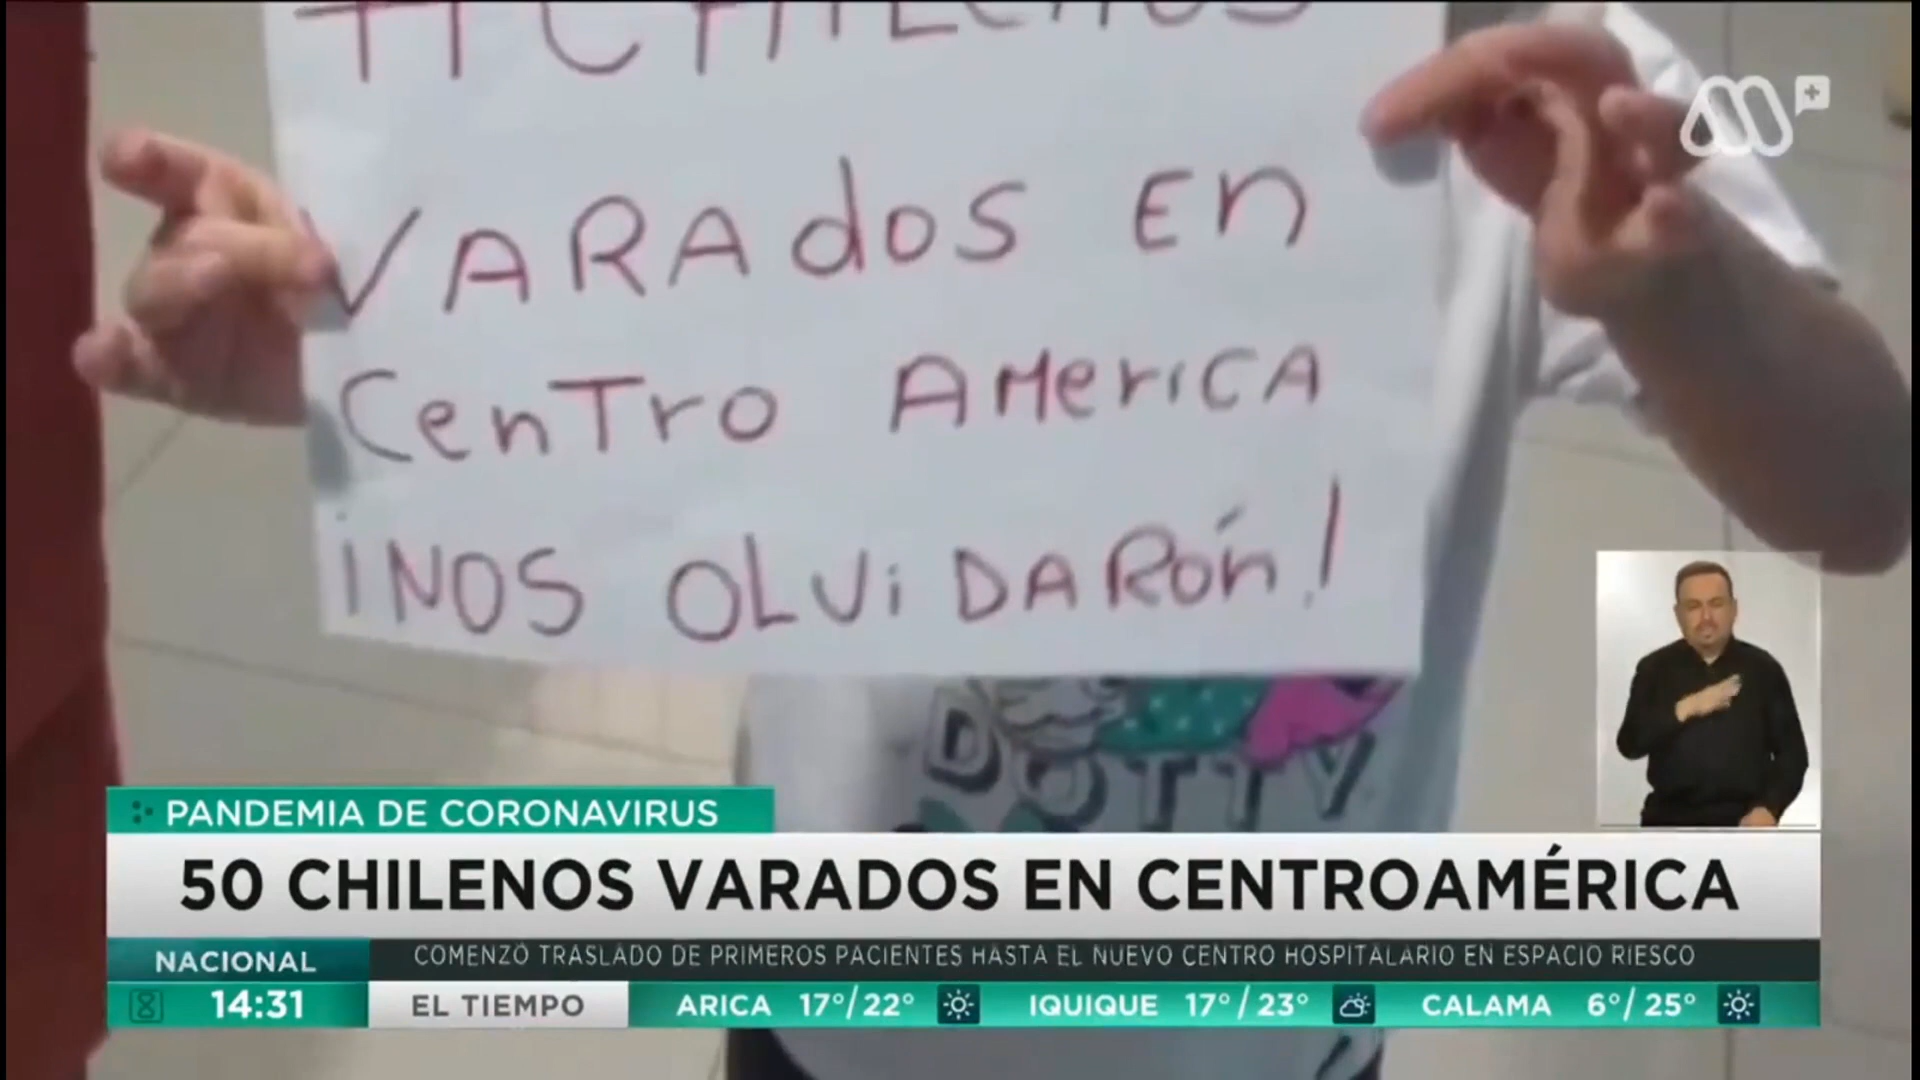 #CHILENOS
VARAdOS En
CenTro AMerICA
¡NOS OLViDARón!
DOTTY
PANDEMIA DE CORONAVIRUS
50 CHILENOS VARADOS EN CENTROAMÉRICA
NACIONAL
COMENZÓ TRASLADO DE PRIMEROS PACIENTES HASTA EL NUEVO CENTRO HOSPITALARIO EN ESPACIO RIESCO
14:31
EL TIEMPO
ARICA 17°/22°
IQUIQUE 17°/23°
CALAMA 6°/25°